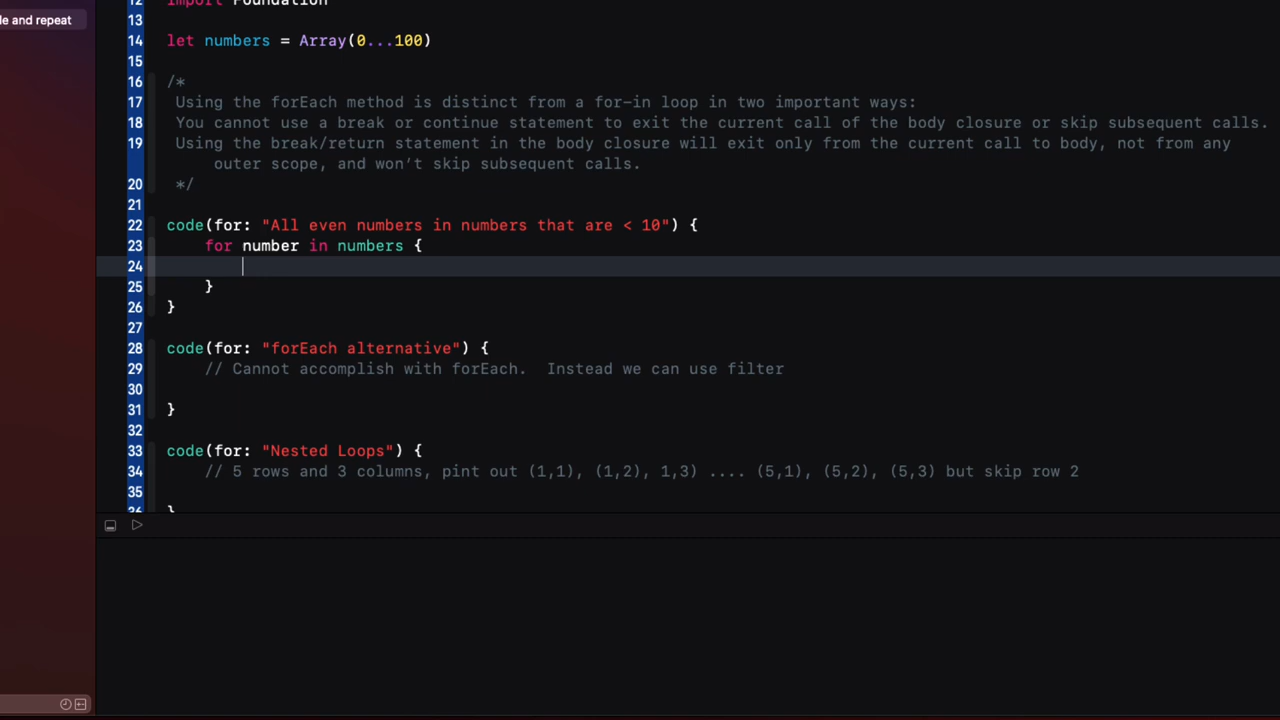 le and repeat
12 import Foundation
13
14 let numbers = Array(0...100)
15
16 /*
17 Using the forEach method is distinct from a for-in loop in two important ways:
18 You cannot use a break or continue statement to exit the current call of the body closure or skip subsequent calls.
19 Using the break/return statement in the body closure will exit only from the current call to body, not from any
outer scope, and won’t skip subsequent calls.
20 */
21
22 code(for: "All even numbers in numbers that are < 10") {
23 for number in numbers {
24
25 }
26 }
27
28 code(for: "forEach alternative") {
29 // Cannot accomplish with forEach. Instead we can use filter
30
31 }
32
33 code(for: "Nested Loops") {
34 // 5 rows and 3 columns, pint out (1,1), (1,2), 1,3) .... (5,1), (5,2), (5,3) but skip row 2
35
36 }